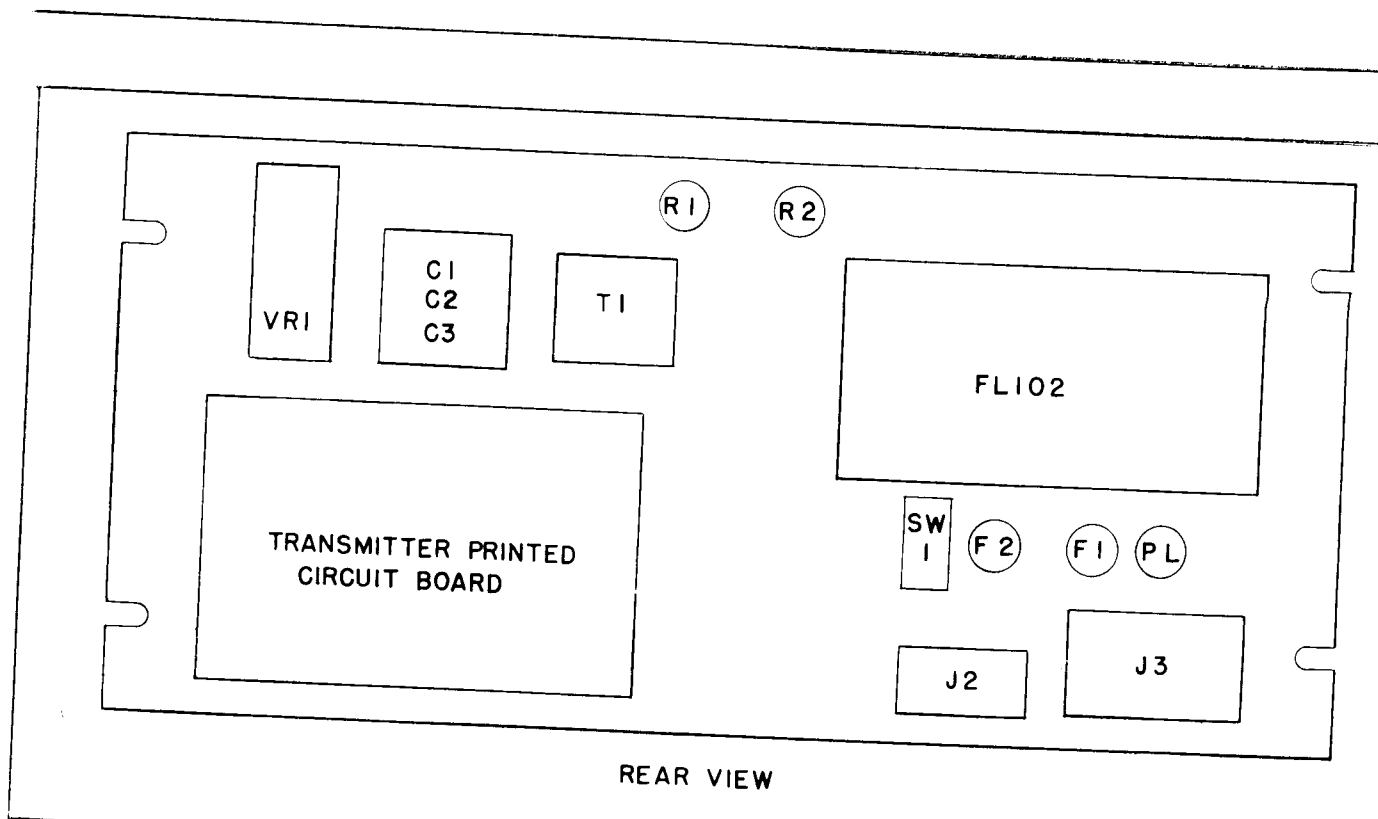 R1
R2
C1
C2
C3
T1
VR1
FL102
TRANSMITTER PRINTED
CIRCUIT BOARD
SW
1
F2
F1
PL
J2
J3
REAR VIEW